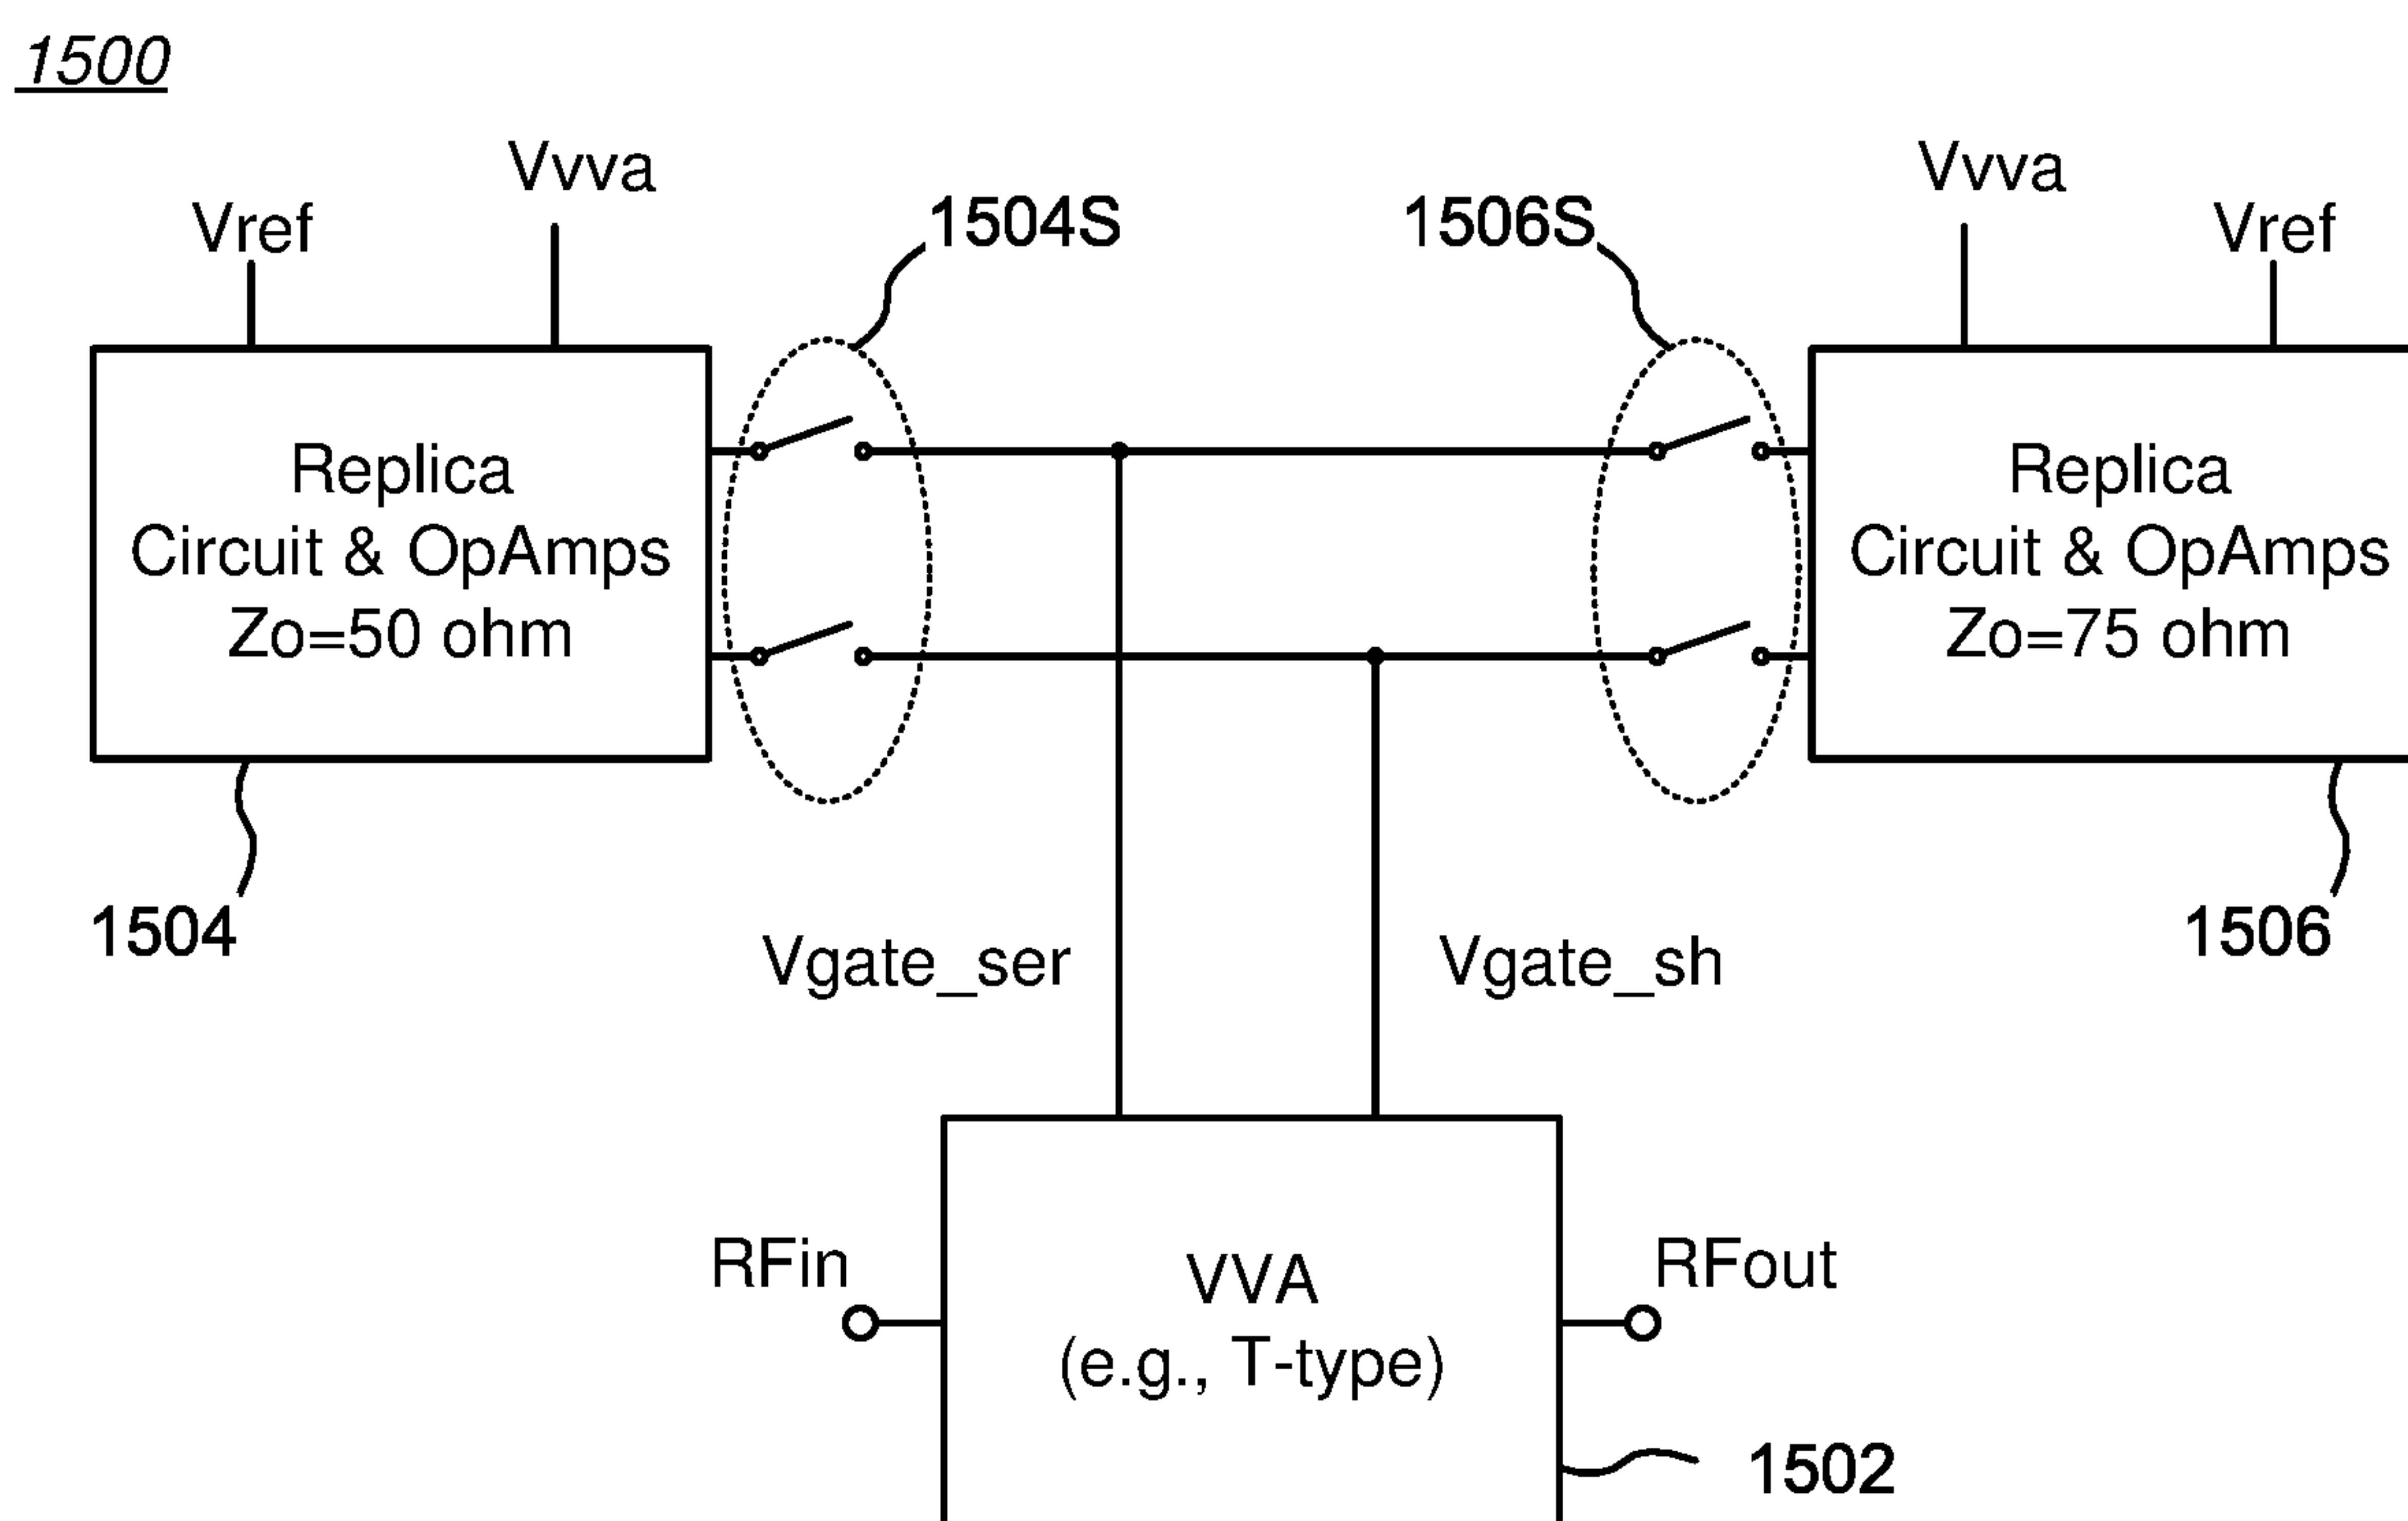 1500
Vvva
Vvva
Vref
1504S
1506S
Vref
Replica
Circuit & OpAmps
Zo=50 ohm
Replica
Circuit & OpAmps
Zo=75 ohm
1504
Vgate_ser
Vgate_sh
1506
RFin
VVA
(e.g., T-type)
RFout
1502